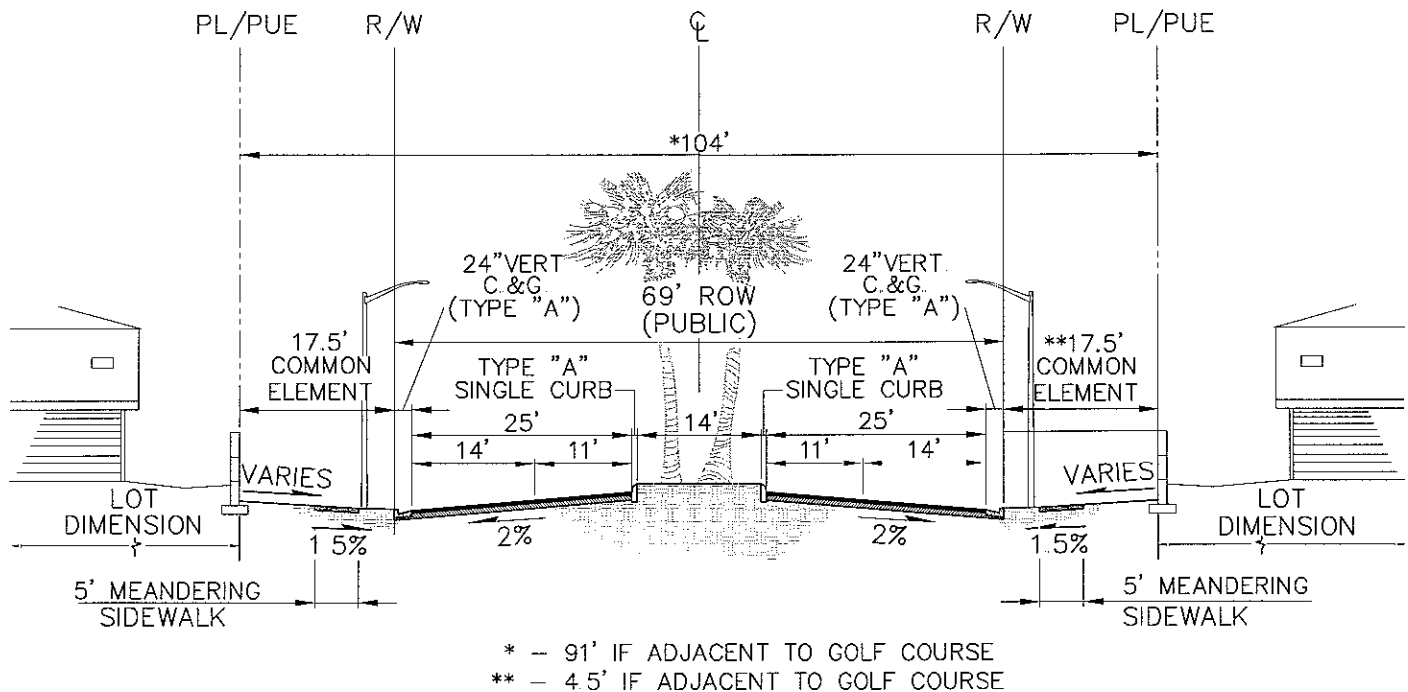 PL/PUE R/W ℄ R/W PL/PUE
*104'
24"VERT
C.&G.
(TYPE "A")
69' ROW
(PUBLIC)
24"VERT
C.&G.
(TYPE "A")
17.5'
COMMON
ELEMENT
TYPE "A"
SINGLE CURB
TYPE "A"
SINGLE CURB
**17.5'
COMMON
ELEMENT
25' 14' 25'
14' 11' 11' 14'
VARIES VARIES
LOT
DIMENSION
LOT
DIMENSION
1.5% 2% 2% 1.5%
5' MEANDERING
SIDEWALK
5' MEANDERING
SIDEWALK
* – 91' IF ADJACENT TO GOLF COURSE
** – 4.5' IF ADJACENT TO GOLF COURSE